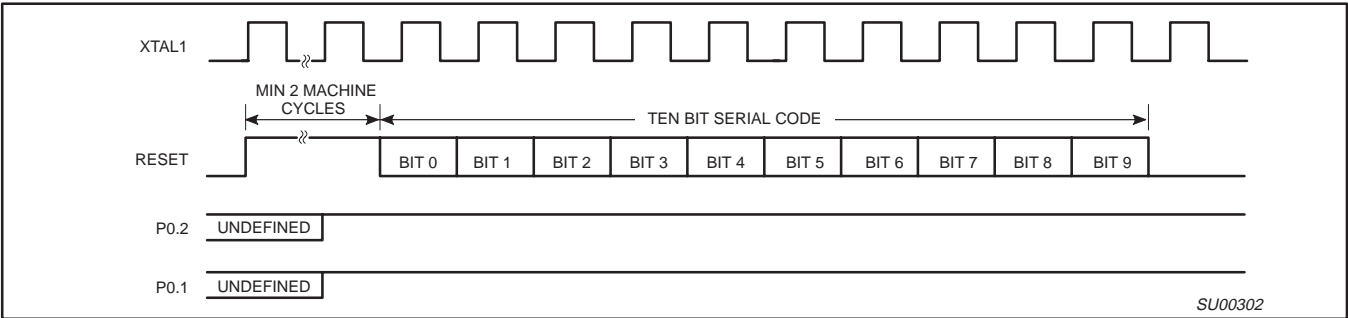 XTAL1
MIN 2 MACHINE
CYCLES
TEN BIT SERIAL CODE
RESET
BIT 0 BIT 1 BIT 2 BIT 3 BIT 4 BIT 5 BIT 6 BIT 7 BIT 8 BIT 9
P0.2 UNDEFINED
P0.1 UNDEFINED
SU00302